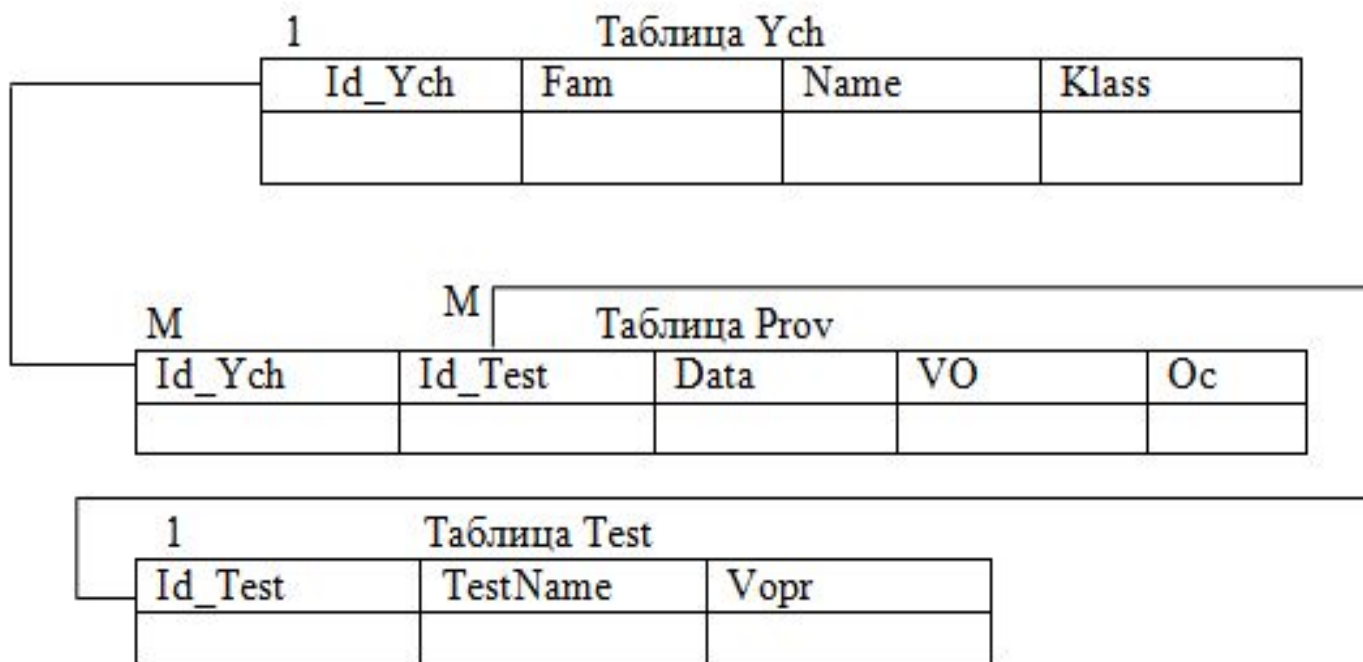 1 Таблица Ych
Id_Ych Fam Name Klass
M
M Таблица Prov
Id_Ych Id_Test Data VO Oc
1 Таблица Test
Id_Test TestName Vopr